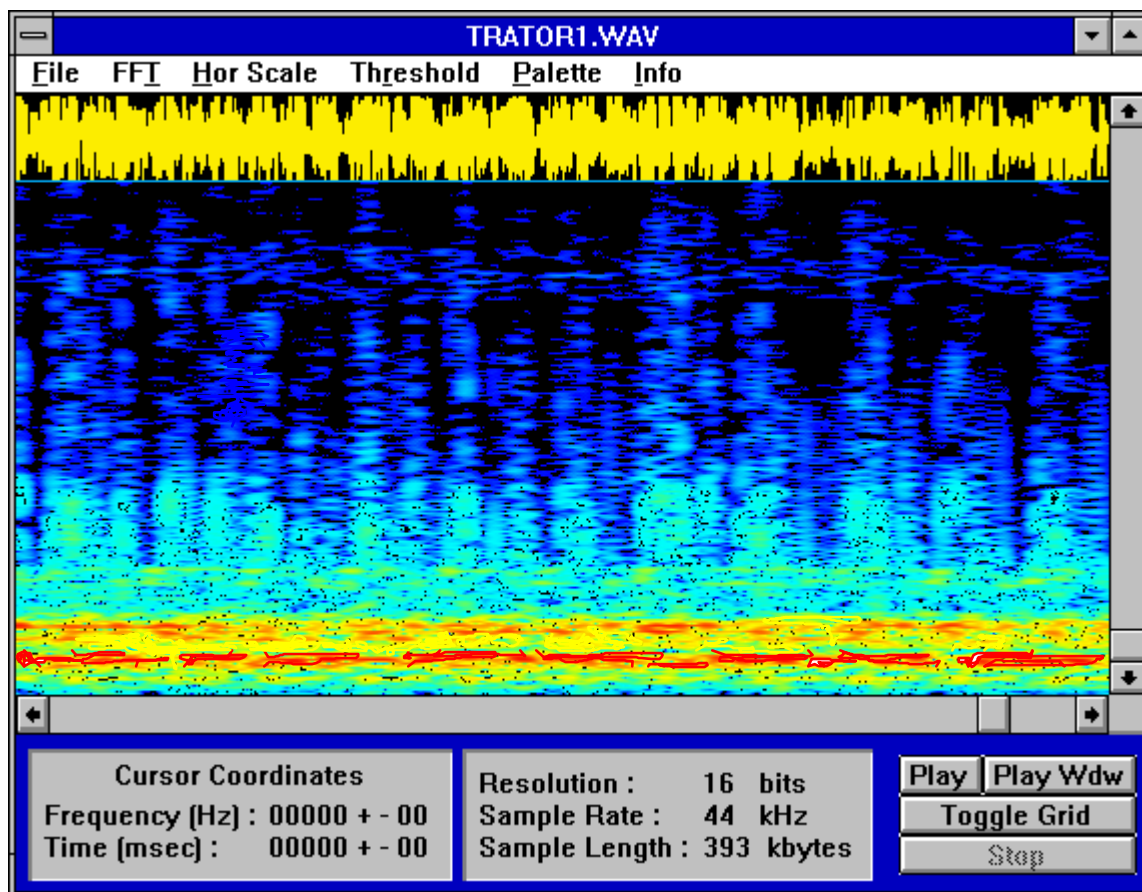 TRATOR1.WAV
File FFT Hor Scale Threshold Palette Info
Cursor Coordinates
Frequency (Hz) : 00000 + - 00
Time (msec) : 00000 + - 00
Resolution : 16 bits
Sample Rate : 44 kHz
Sample Length : 393 kbytes
Play Play Wdw
Toggle Grid
Stop